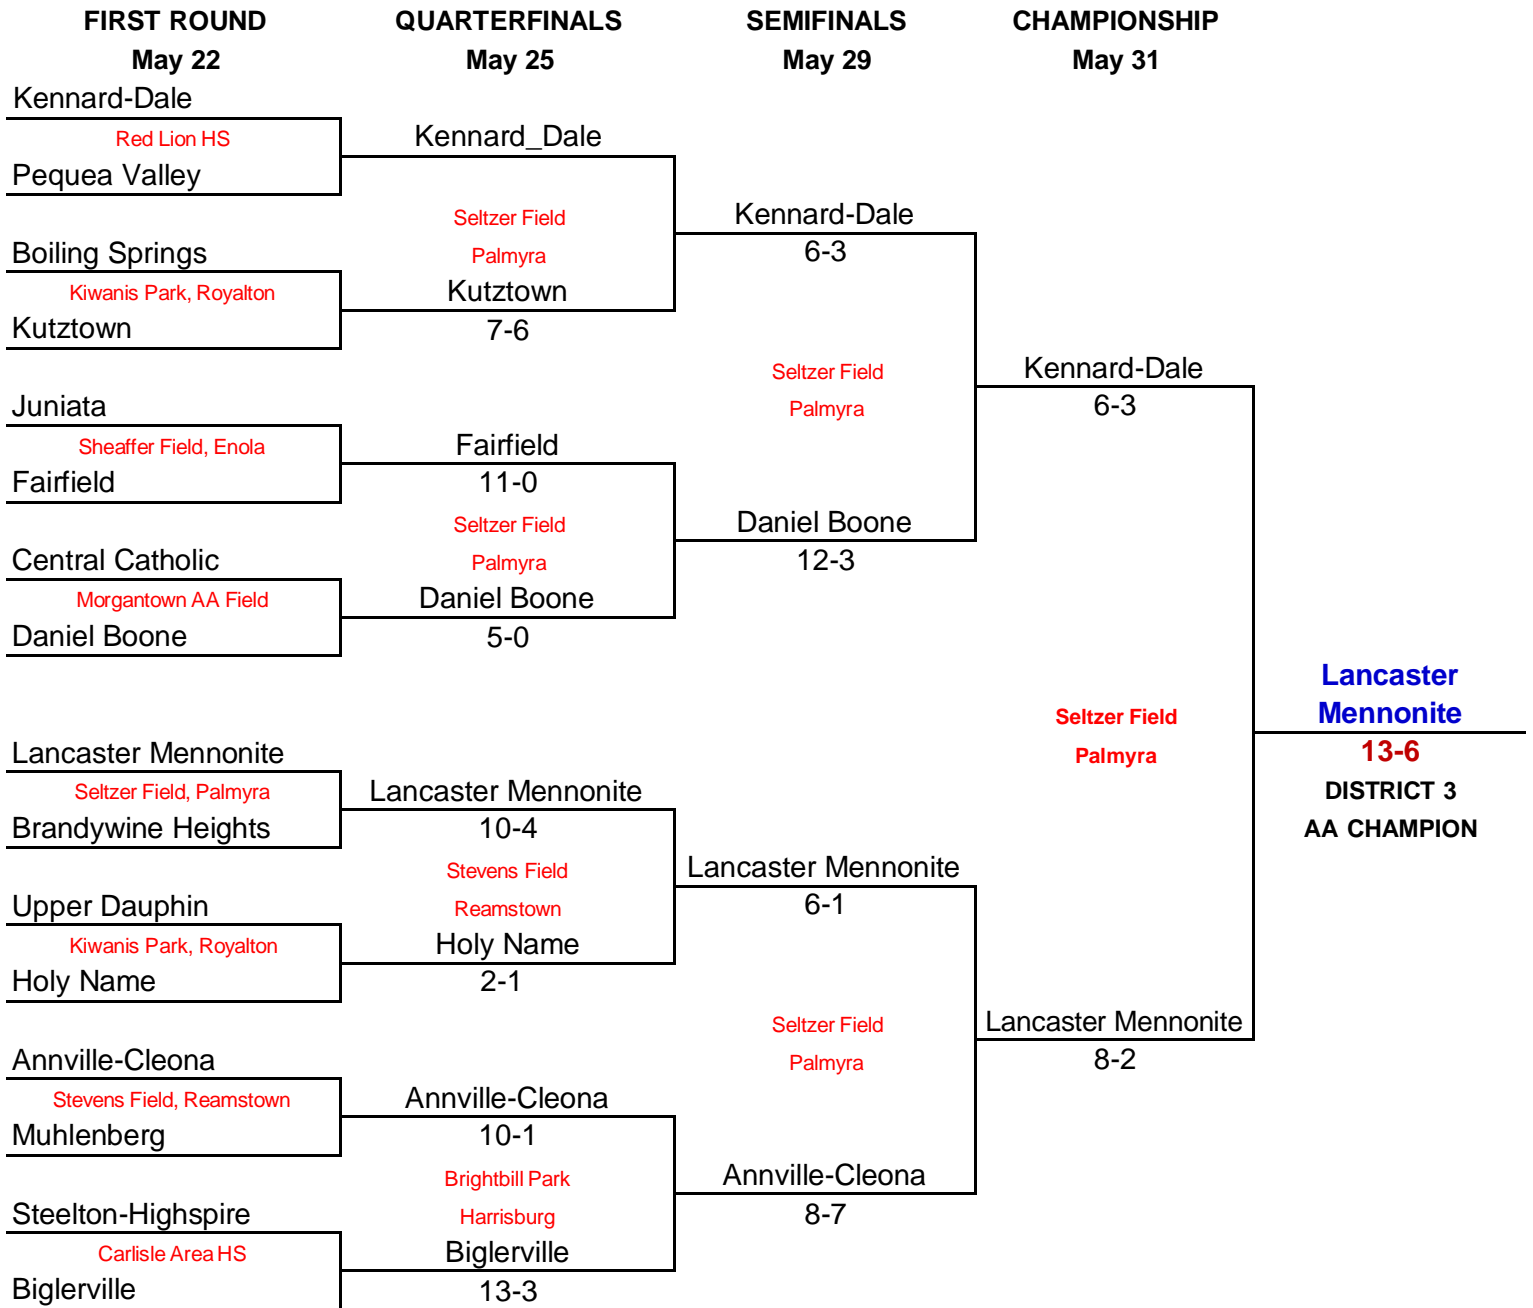 FIRST ROUND
May 22
QUARTERFINALS
May 25
SEMIFINALS
May 29
CHAMPIONSHIP
May 31
Kennard-Dale
Red Lion HS
Pequea Valley
Boiling Springs
Kiwanis Park, Royalton
Kutztown
Juniata
Sheaffer Field, Enola
Fairfield
Central Catholic
Morgantown AA Field
Daniel Boone
Lancaster Mennonite
Seltzer Field, Palmyra
Brandywine Heights
Upper Dauphin
Kiwanis Park, Royalton
Holy Name
Annville-Cleona
Stevens Field, Reamstown
Muhlenberg
Steelton-Highspire
Carlisle Area HS
Biglerville
Kennard_Dale
Seltzer Field
Palmyra
Kutztown
7-6
Fairfield
11-0
Seltzer Field
Palmyra
Daniel Boone
5-0
Lancaster Mennonite
10-4
Stevens Field
Reamstown
Holy Name
2-1
Annville-Cleona
10-1
Brightbill Park
Harrisburg
Biglerville
13-3
Kennard-Dale
6-3
Seltzer Field
Palmyra
Daniel Boone
12-3
Lancaster Mennonite
6-1
Seltzer Field
Palmyra
Annville-Cleona
8-7
Kennard-Dale
6-3
Seltzer Field
Palmyra
Lancaster Mennonite
8-2
Lancaster
Mennonite
13-6
DISTRICT 3
AA CHAMPION